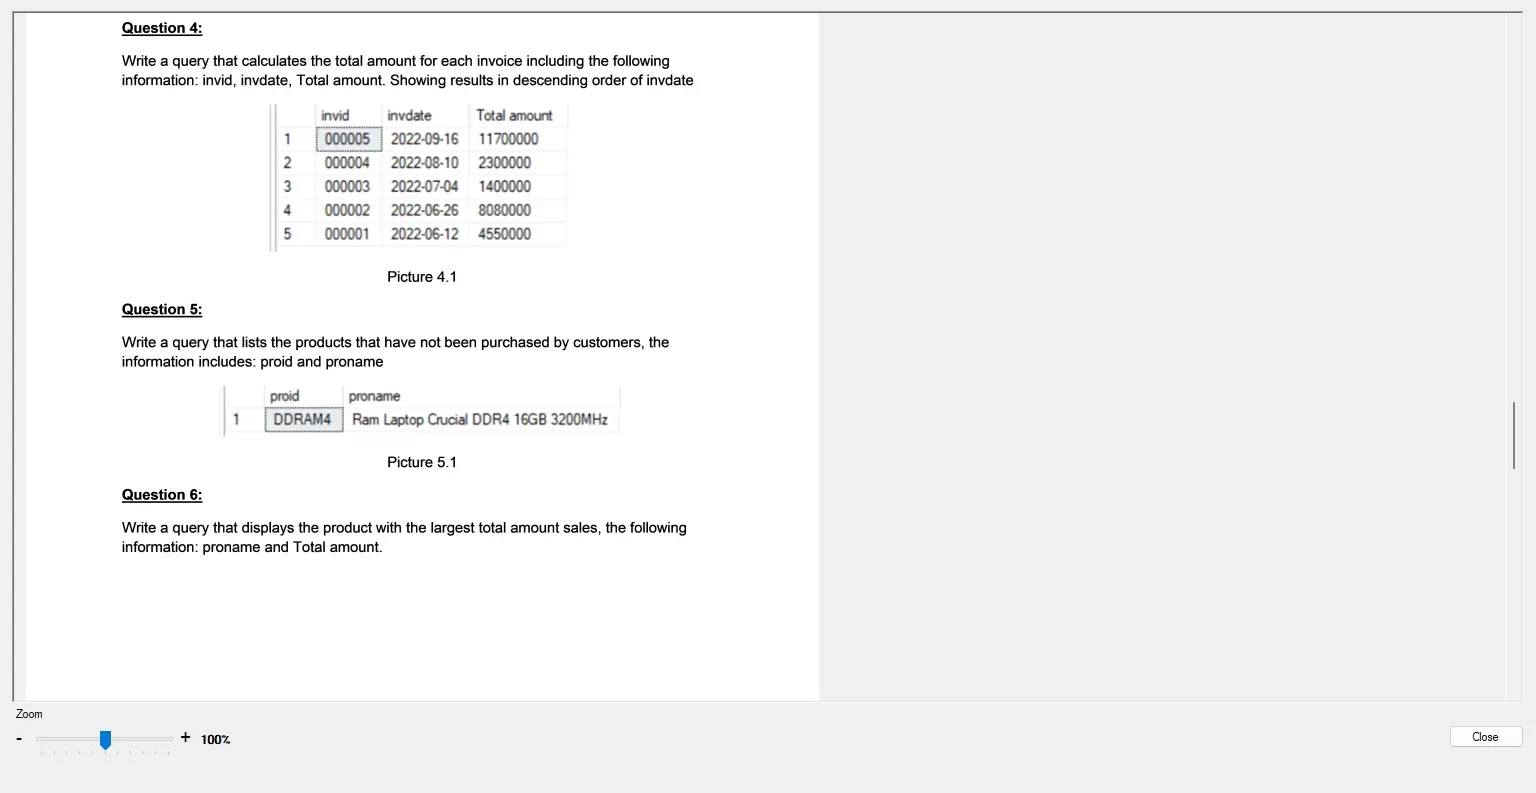 Question 4:
Write a query that calculates the total amount for each invoice including the following
information: invid, invdate, Total amount. Showing results in descending order of invdate
invid invdate Total amount
1 000005 2022-09-16 11700000
2 000004 2022-08-10 2300000
3 000003 2022-07-04 1400000
4 000002 2022-06-26 8080000
5 000001 2022-06-12 4550000
Picture 4.1
Question 5:
Write a query that lists the products that have not been purchased by customers, the
information includes: proid and proname
proid proname
1 DDRAM4 Ram Laptop Crucial DDR4 16GB 3200MHz
Picture 5.1
Question 6:
Write a query that displays the product with the largest total amount sales, the following
information: proname and Total amount.
Zoom
- + 100%
Close